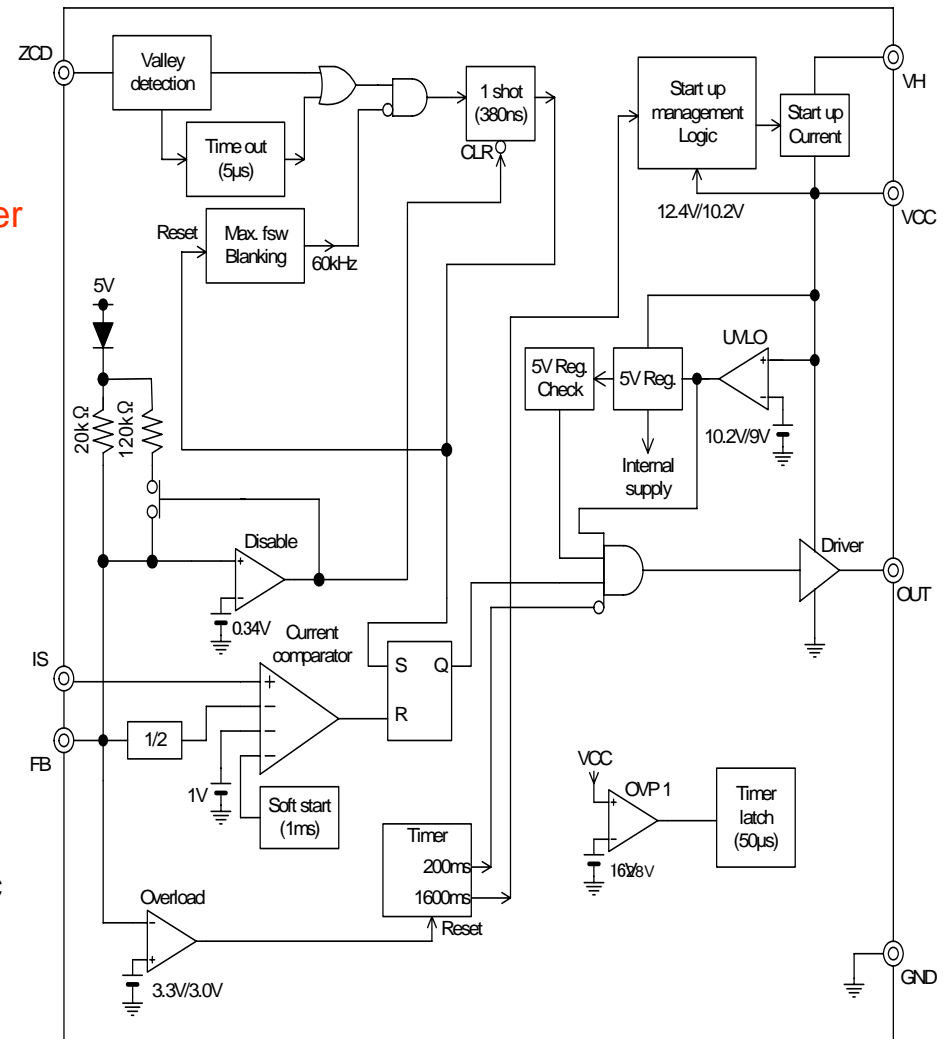 ZCD
Valley
detection
Time out
(5µs)
1 shot
(380ns)
CLR
Start up
management
Logic
Start up
Current
VH
VCC
12.4V/10.2V
er
Reset
Max. fsw
Blanking
60kHz
5V
20kΩ
120kΩ
5V Reg.
Check
5V Reg.
UVLO
10.2V/9V
Internal
supply
Disable
0.34V
Driver
OUT
IS
Current
comparator
S
Q
R
FB
1/2
1V
Soft start
(1ms)
Timer
200ms
1600ms
Reset
VCC
OVP 1
Timer
latch
(50µs)
c
Overload
3.3V/3.0V
GND